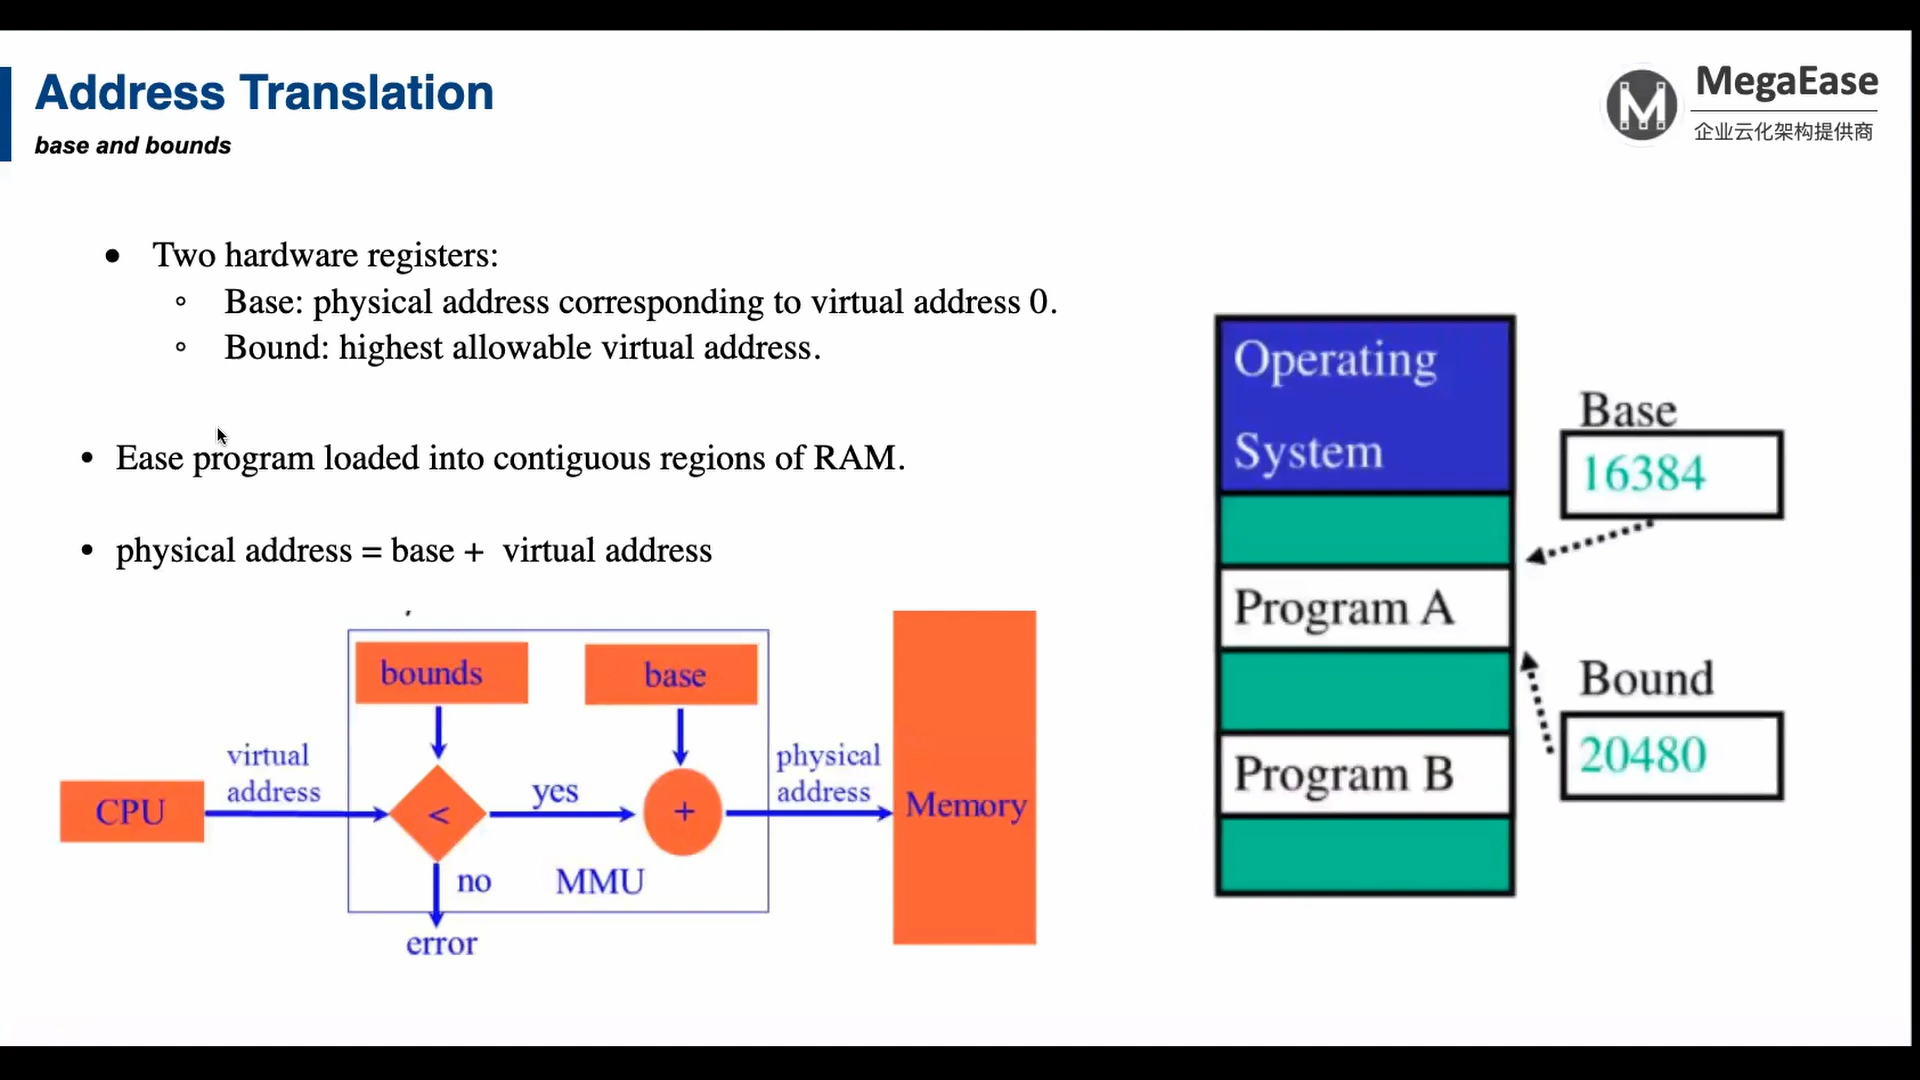 Address Translation
base and bounds
MegaEase
企业云化架构提供商
Two hardware registers:
Base: physical address corresponding to virtual address 0.
Bound: highest allowable virtual address.
Ease program loaded into contiguous regions of RAM.
physical address = base + virtual address
bounds
base
virtual
address
physical
address
CPU
<
yes
+
Memory
no
MMU
error
Operating
System
Program A
Program B
Base
16384
Bound
20480